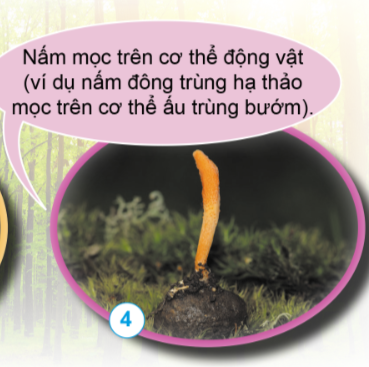 Nấm mọc trên cơ thể động vật
(ví dụ nấm đông trùng hạ thảo
mọc trên cơ thể ấu trùng bướm).
4